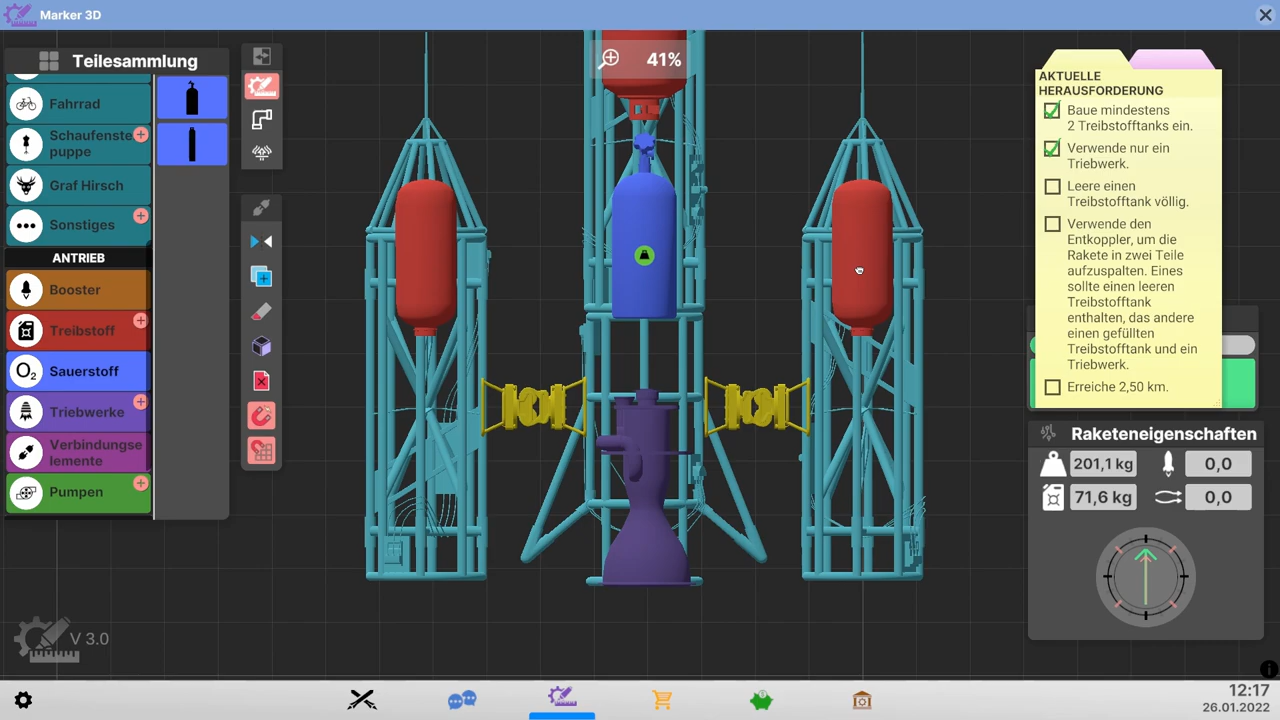 Marker 3D
Teilesammlung
Fahrrad
Schaufenste
puppe
Graf Hirsch
Sonstiges
ANTRIEB
Booster
Treibstoff
O2
Sauerstoff
Triebwerke
Verbindungse
lemente
Pumpen
V 3.0
41%
AKTUELLE
HERAUSFORDERUNG
Baue mindestens
2 Treibstofftanks ein.
Verwende nur ein
Triebwerk.
Leere einen
Treibstofftank völlig.
Verwende den
Entkoppler, um die
Rakete in zwei Teile
aufzuspalten. Eines
sollte einen leeren
Treibstofftank
enthalten, das andere
einen gefüllten
Treibstofftank und ein
Triebwerk.
Erreiche 2,50 km.
Raketeneigenschaften
201,1 kg
0,0
71,6 kg
0,0
12:17
26.01.2022